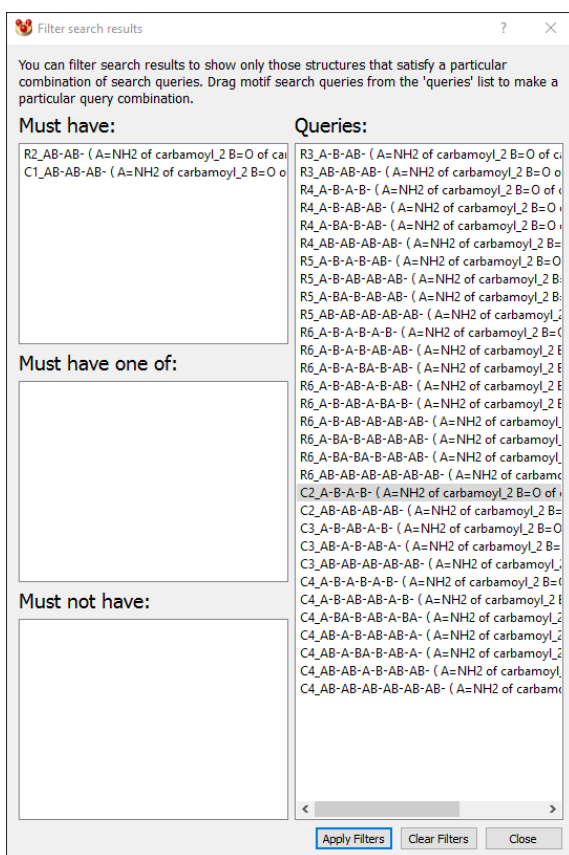 Filter search results
? ×
You can filter search results to show only those structures that satisfy a particular
combination of search queries. Drag motif search queries from the 'queries' list to make a
particular query combination.
Must have:
R2_AB-AB- ( A=NH2 of carbamoyl_2 B=O of car
C1_AB-AB-AB- ( A=NH2 of carbamoyl_2 B=O o
Must have one of:
Must not have:
Queries:
R3_A-B-AB- ( A=NH2 of carbamoyl_2 B=O of ca
R3_AB-AB-AB- ( A=NH2 of carbamoyl_2 B=O o
R4_A-B-A-B- ( A=NH2 of carbamoyl_2 B=O of c
R4_A-B-AB-AB- ( A=NH2 of carbamoyl_2 B=O
R4_A-BA-B-AB- ( A=NH2 of carbamoyl_2 B=O
R4_AB-AB-AB-AB- ( A=NH2 of carbamoyl_2 B=
R5_A-B-A-B-AB- ( A=NH2 of carbamoyl_2 B=O
R5_A-B-AB-AB-AB- ( A=NH2 of carbamoyl_2 B
R5_A-BA-B-AB-AB- ( A=NH2 of carbamoyl_2 B
R5_AB-AB-AB-AB-AB- ( A=NH2 of carbamoyl_2
R6_A-B-A-B-A-B- ( A=NH2 of carbamoyl_2 B=O
R6_A-B-A-B-AB-AB- ( A=NH2 of carbamoyl_2 B
R6_A-B-A-BA-B-AB- ( A=NH2 of carbamoyl_2 B
R6_A-B-AB-A-B-AB- ( A=NH2 of carbamoyl_2 B
R6_A-B-AB-A-BA-B- ( A=NH2 of carbamoyl_2 B
R6_A-B-AB-AB-AB-AB- ( A=NH2 of carbamoyl_
R6_A-BA-B-AB-AB-AB- ( A=NH2 of carbamoyl_
R6_A-BA-BA-B-AB-AB- ( A=NH2 of carbamoyl_
R6_AB-AB-AB-AB-AB-AB- ( A=NH2 of carbamo
C2_A-B-A-B- ( A=NH2 of carbamoyl_2 B=O of
C2_AB-AB-AB-AB- ( A=NH2 of carbamoyl_2 B=
C3_A-B-AB-A-B- ( A=NH2 of carbamoyl_2 B=O
C3_AB-A-B-AB-A- ( A=NH2 of carbamoyl_2 B=
C3_AB-AB-AB-AB-AB- ( A=NH2 of carbamoyl_2
C4_A-B-A-B-A-B- ( A=NH2 of carbamoyl_2 B=O
C4_A-B-AB-AB-A-B- ( A=NH2 of carbamoyl_2 B
C4_A-BA-B-AB-A-BA- ( A=NH2 of carbamoyl_2
C4_AB-A-B-AB-AB-A- ( A=NH2 of carbamoyl_2
C4_AB-A-BA-B-AB-A- ( A=NH2 of carbamoyl_2
C4_AB-AB-A-B-AB-AB- ( A=NH2 of carbamoyl_
C4_AB-AB-AB-AB-AB-AB- ( A=NH2 of carbamo
Apply Filters Clear Filters Close